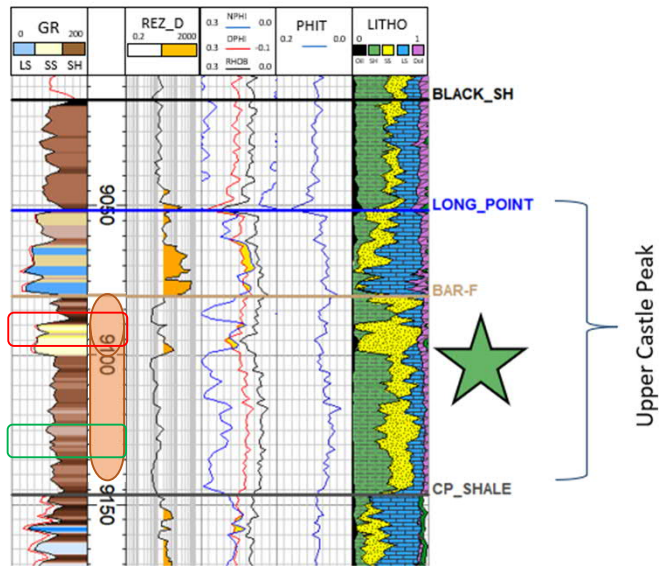 GR
0 200
LS SS SH
REZ_D
0.2 2000
NPHI
0.3 0.0
DPHI
0.3 -0.1
RHOB
0.3 0.0
PHIT
0.2 0.0
LITHO
0 1
Oil SH SS LS Dol
BLACK_SH
9050
LONG_POINT
BAR-F
9100
CP_SHALE
9150
Upper Castle Peak